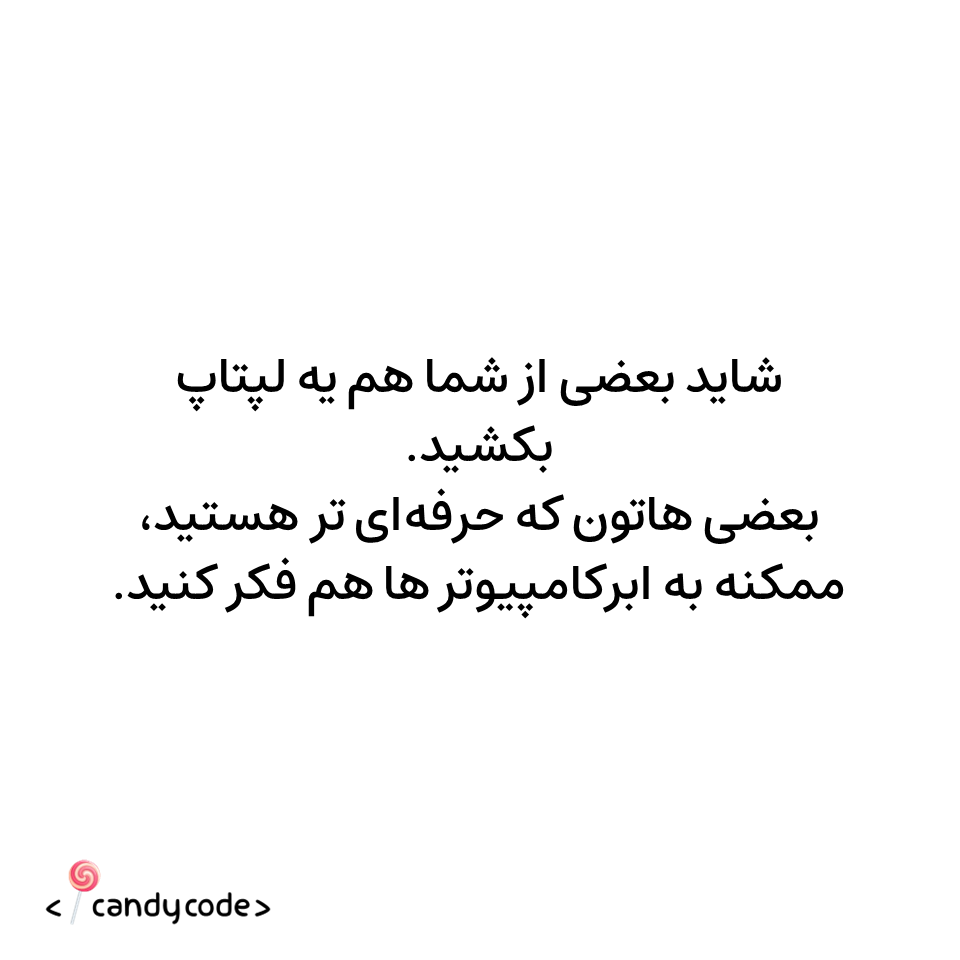 شاید بعضی از شما هم یه لپتاپ
بکشید.
بعضی هاتون که حرفه‌ای تر هستید،
ممکنه به ابرکامپیوتر ها هم فکر کنید.
</candycode>